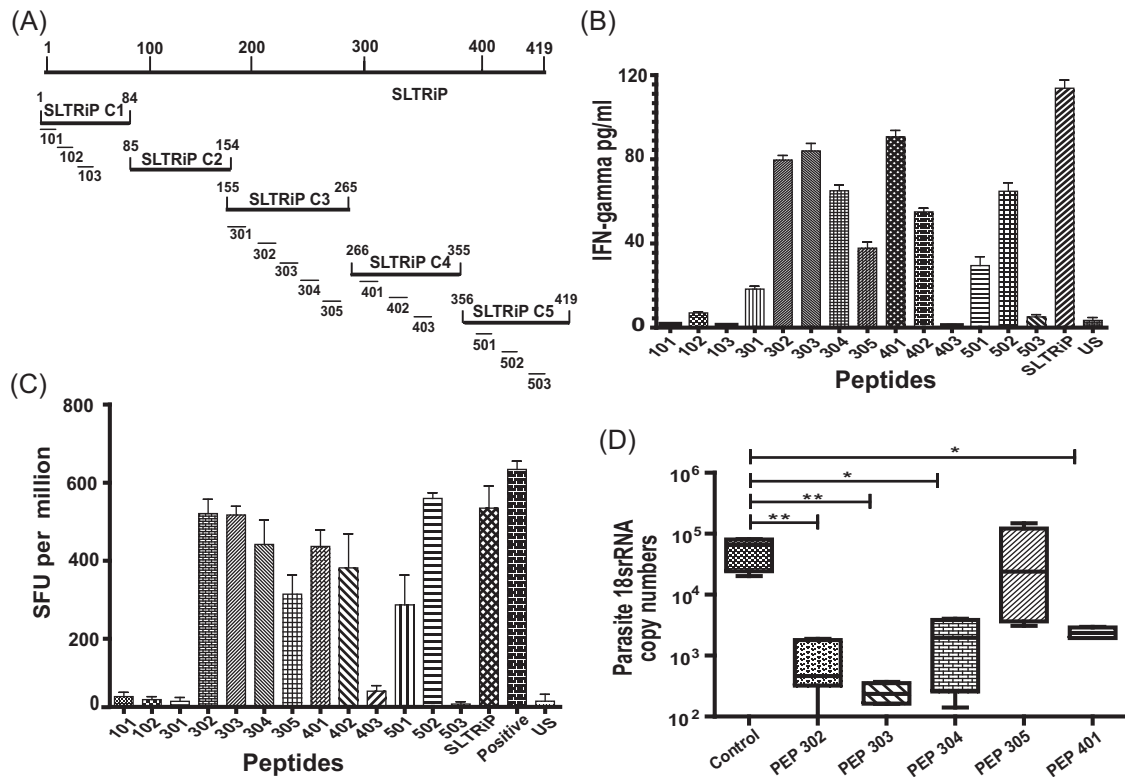 (A)
1 100 200 300 400 419
SLTRiP
1 84
SLTRiP C1
101
102
103
85 154
SLTRiP C2
155 265
SLTRiP C3
301
302
303
304
305
266 355
SLTRiP C4
401
402
403
356 419
SLTRiP C5
501
502
503
(B)
IFN-gamma pg/ml
120
80
40
0
101 102 103 301 302 303 304 305 401 402 403 501 502 503 SLTRiP US
Peptides
(C)
SFU per million
800
600
400
200
0
101 102 301 302 303 304 305 401 402 403 501 502 503 SLTRiP Positive US
Peptides
(D)
Parasite 18srRNA
copy numbers
10^6
10^5
10^4
10^3
10^2
*
*
**
**
Control PEP 302 PEP 303 PEP 304 PEP 305 PEP 401